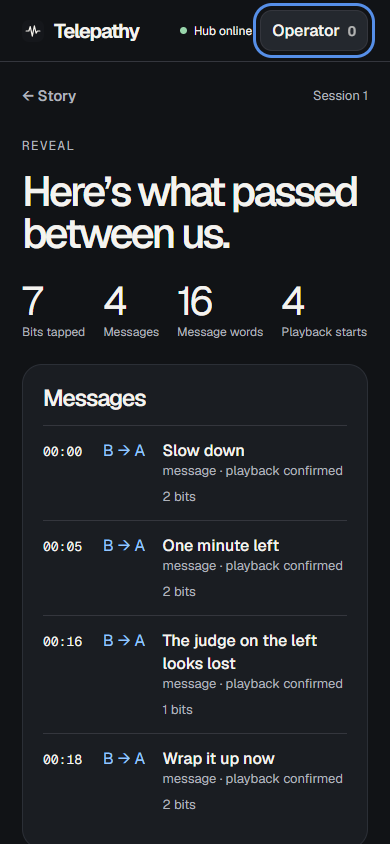 Telepathy
Hub online
Operator 0
← Story
Session 1
REVEAL
Here's what passed
between us.
7
Bits tapped
4
Messages
16
Message words
4
Playback starts
Messages
00:00 B → A Slow down
message · playback confirmed
2 bits
00:05 B → A One minute left
message · playback confirmed
2 bits
00:16 B → A The judge on the left
looks lost
message · playback confirmed
1 bits
00:18 B → A Wrap it up now
message · playback confirmed
2 bits